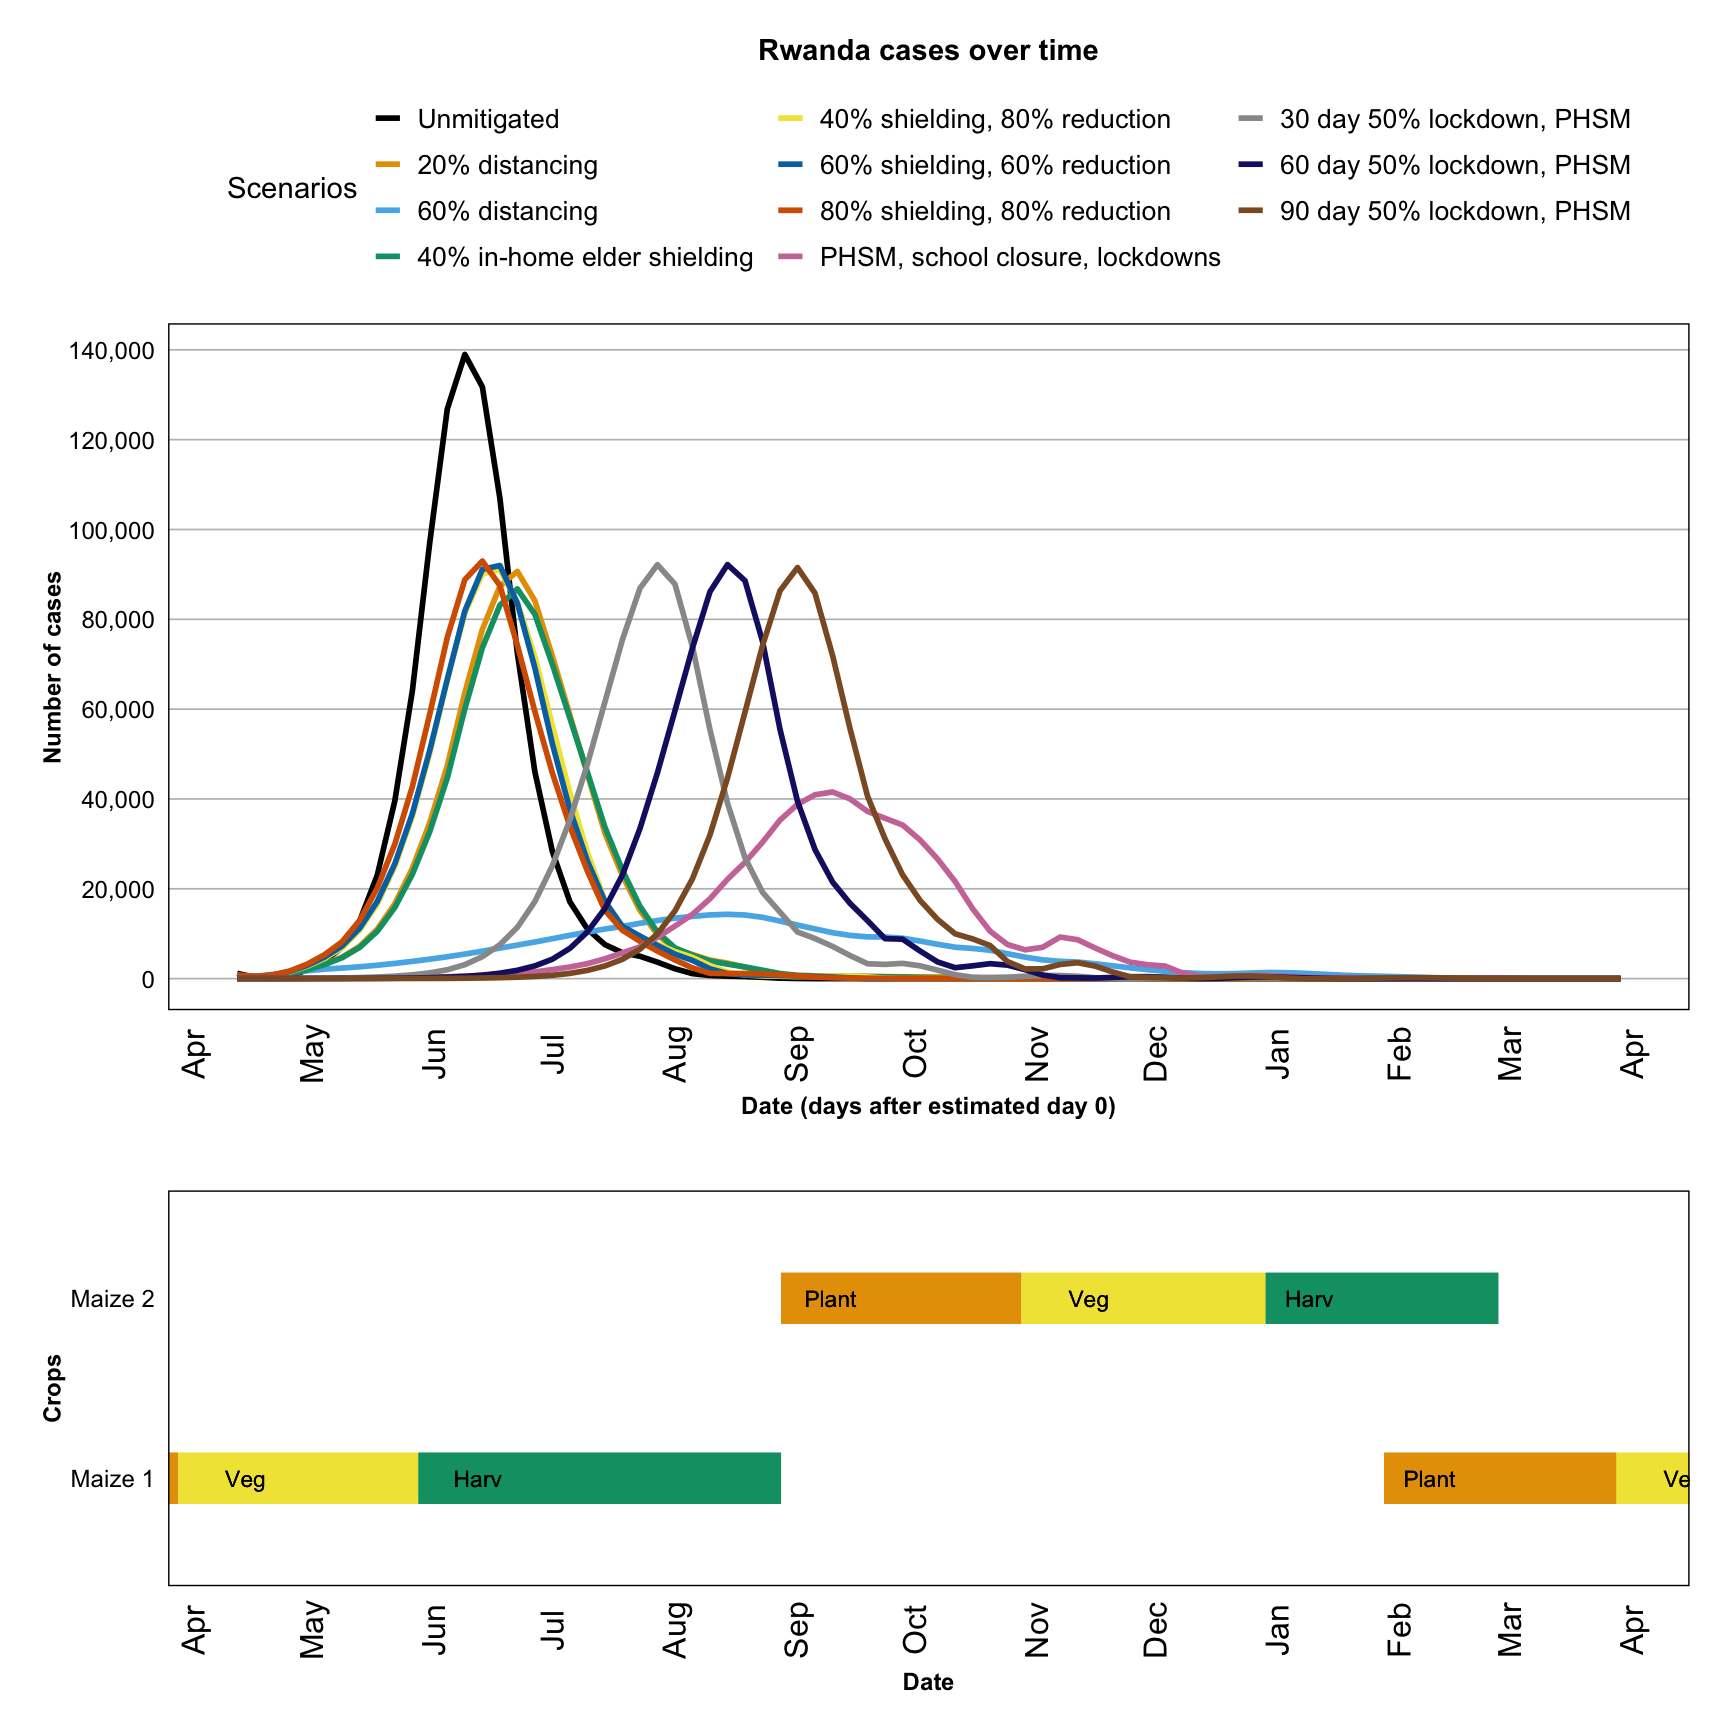 Rwanda cases over time
Scenarios
Unmitigated
20% distancing
60% distancing
40% in-home elder shielding
40% shielding, 80% reduction
60% shielding, 60% reduction
80% shielding, 80% reduction
PHSM, school closure, lockdowns
30 day 50% lockdown, PHSM
60 day 50% lockdown, PHSM
90 day 50% lockdown, PHSM
Number of cases
140,000
120,000
100,000
80,000
60,000
40,000
20,000
0
Apr May Jun Jul Aug Sep Oct Nov Dec Jan Feb Mar Apr
Date (days after estimated day 0)
Crops
Maize 2
Plant Veg Harv
Maize 1
Veg Harv Plant Ve
Apr May Jun Jul Aug Sep Oct Nov Dec Jan Feb Mar Apr
Date